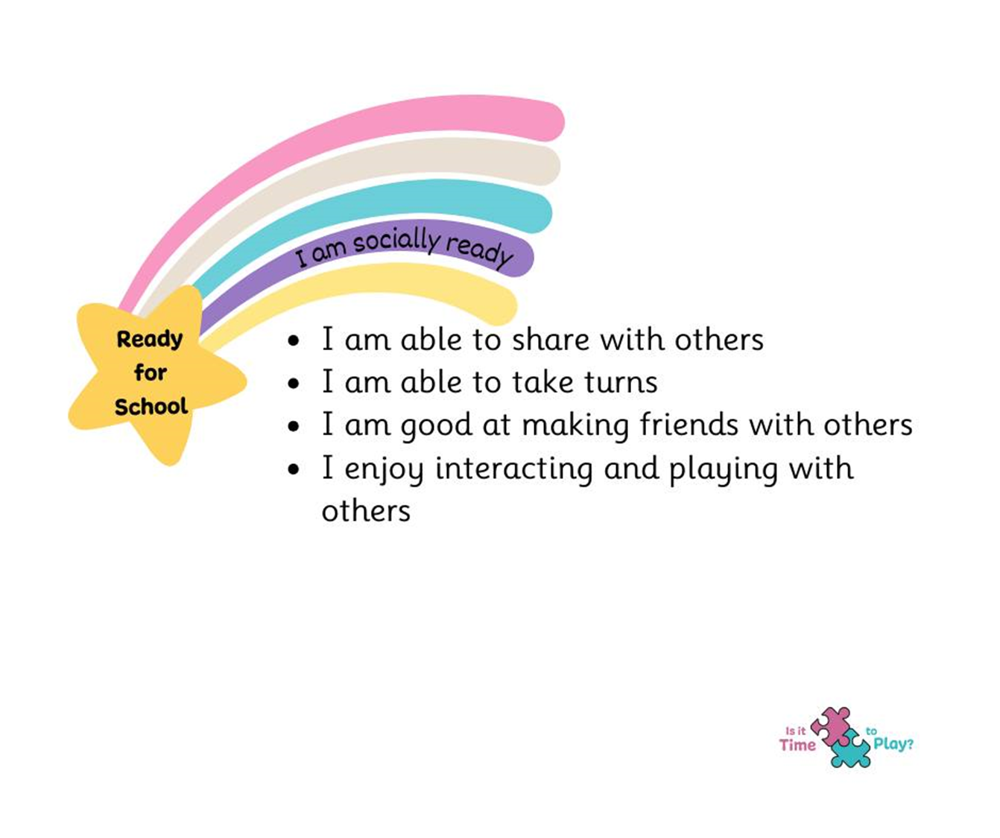 I am socially ready
Ready
for
School
• I am able to share with others
• I am able to take turns
• I am good at making friends with others
• I enjoy interacting and playing with
others
Is it
Time
to
Play?